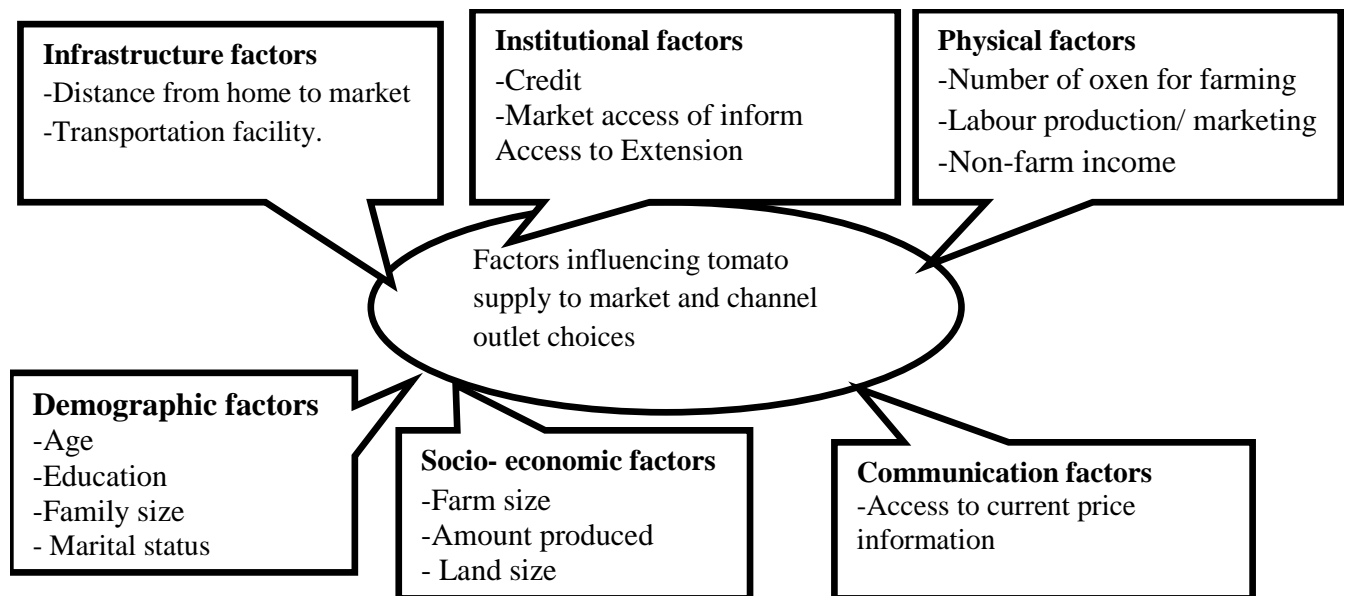 Infrastructure factors
-Distance from home to market
-Transportation facility.
Institutional factors
-Credit
-Market access of inform
Access to Extension
Physical factors
-Number of oxen for farming
-Labour production/ marketing
-Non-farm income
Factors influencing tomato
supply to market and channel
outlet choices
Demographic factors
-Age
-Education
-Family size
- Marital status
Socio- economic factors
-Farm size
-Amount produced
- Land size
Communication factors
-Access to current price
information